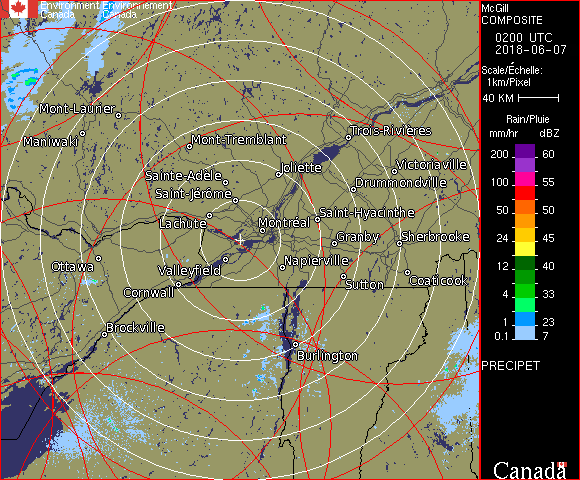 Environment Environnement
Canada Canada
McGill
COMPOSITE
0200 UTC
2018-06-07
Scale/Échelle:
1km/Pixel
40 KM
Rain/Pluie
mm/hr dBZ
200 60
100 55
50 50
24 45
12 40
4 33
1 23
0.1 7
PRECIPET
Canada
Mont-Laurier
Maniwaki
Mont-Tremblant
Trois-Rivières
Sainte-Adèle
Joliette
Victoriaville
Saint-Jérôme
Drummondville
Lachute
Montréal
Saint-Hyacinthe
Granby
Sherbrooke
Ottawa
Valleyfield
Napierville
Cornwall
Sutton
Coaticook
Brockville
Burlington